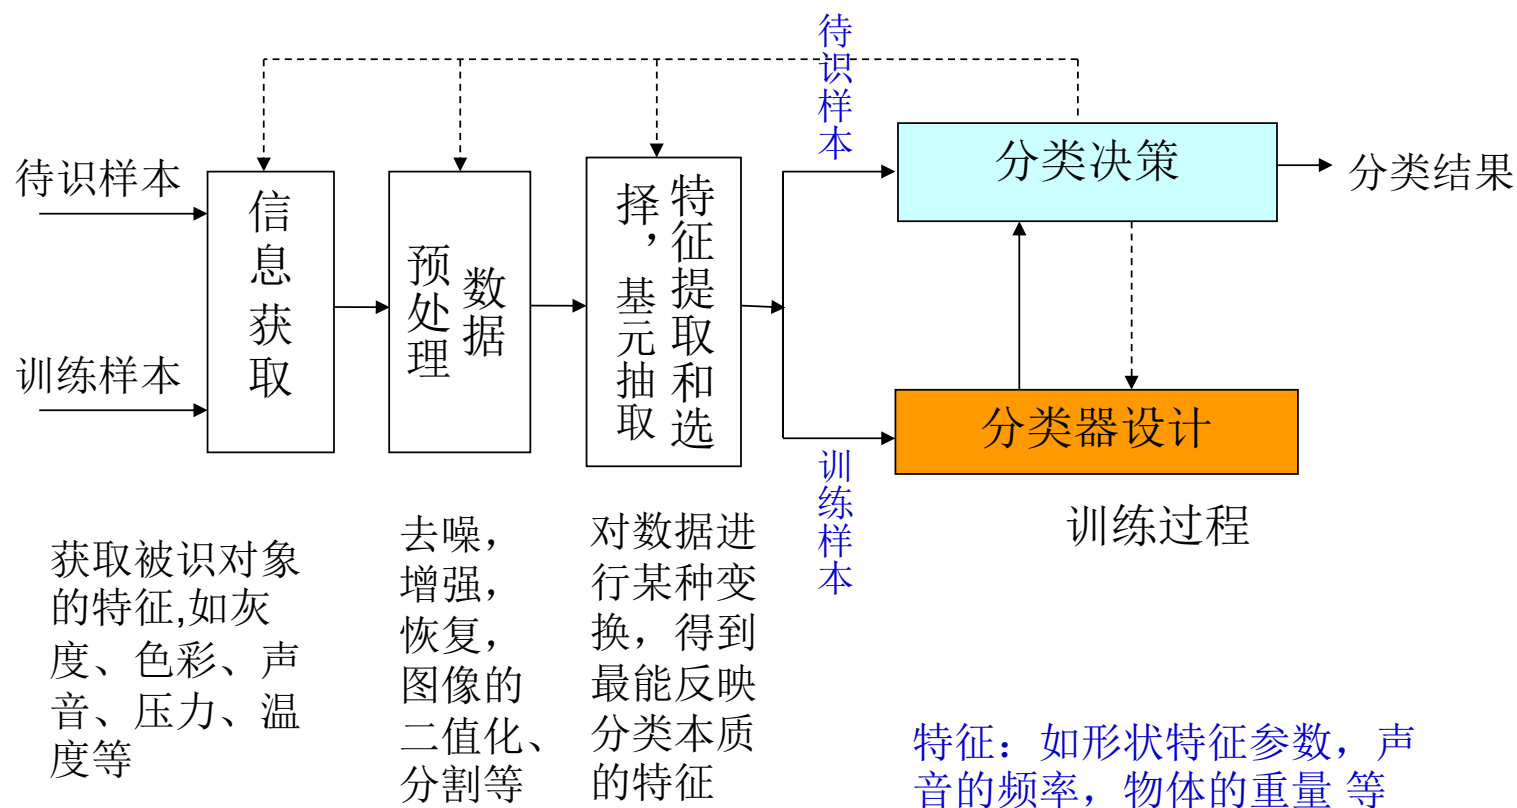 待识样本
待识样本
训练样本
信息获取
数据
预处理
特征提取和选
择，基元抽取
分类决策
分类结果
分类器设计
训练样本
训练过程
获取被识对象
的特征,如灰
度、色彩、声
音、压力、温
度等
去噪，
增强，
恢复，
图像的
二值化、
分割等
对数据进
行某种变
换，得到
最能反映
分类本质
的特征
特征：如形状特征参数，声
音的频率，物体的重量 等